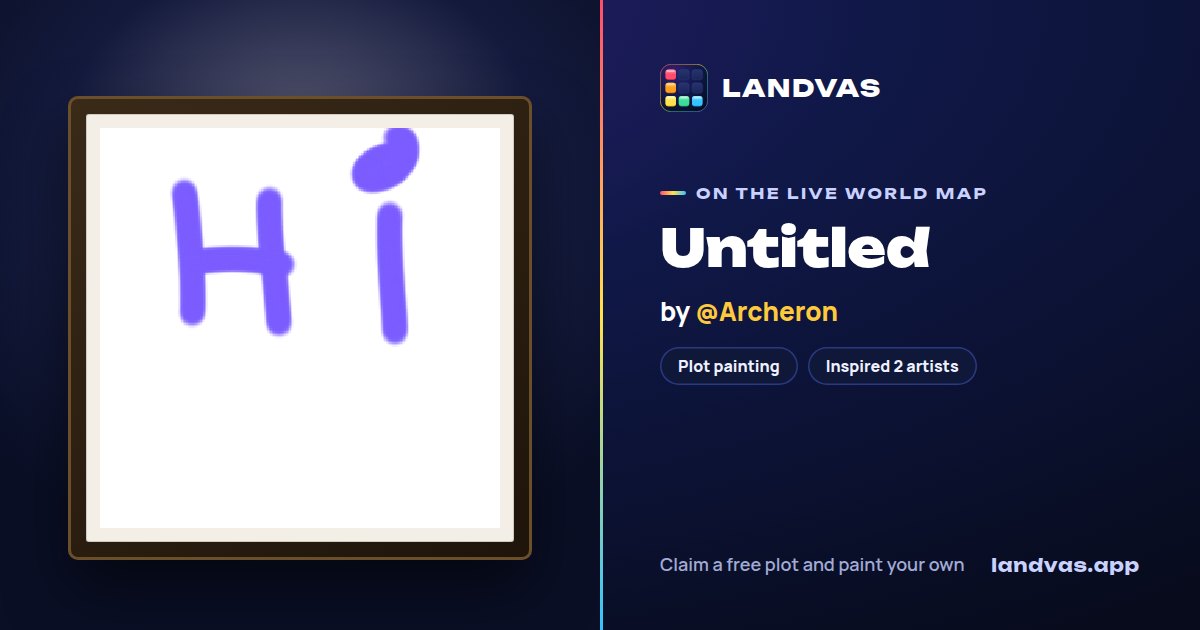 Hi
LANDVAS
ON THE LIVE WORLD MAP
Untitled
by @Archeron
Plot painting
Inspired 2 artists
Claim a free plot and paint your own
landvas.app